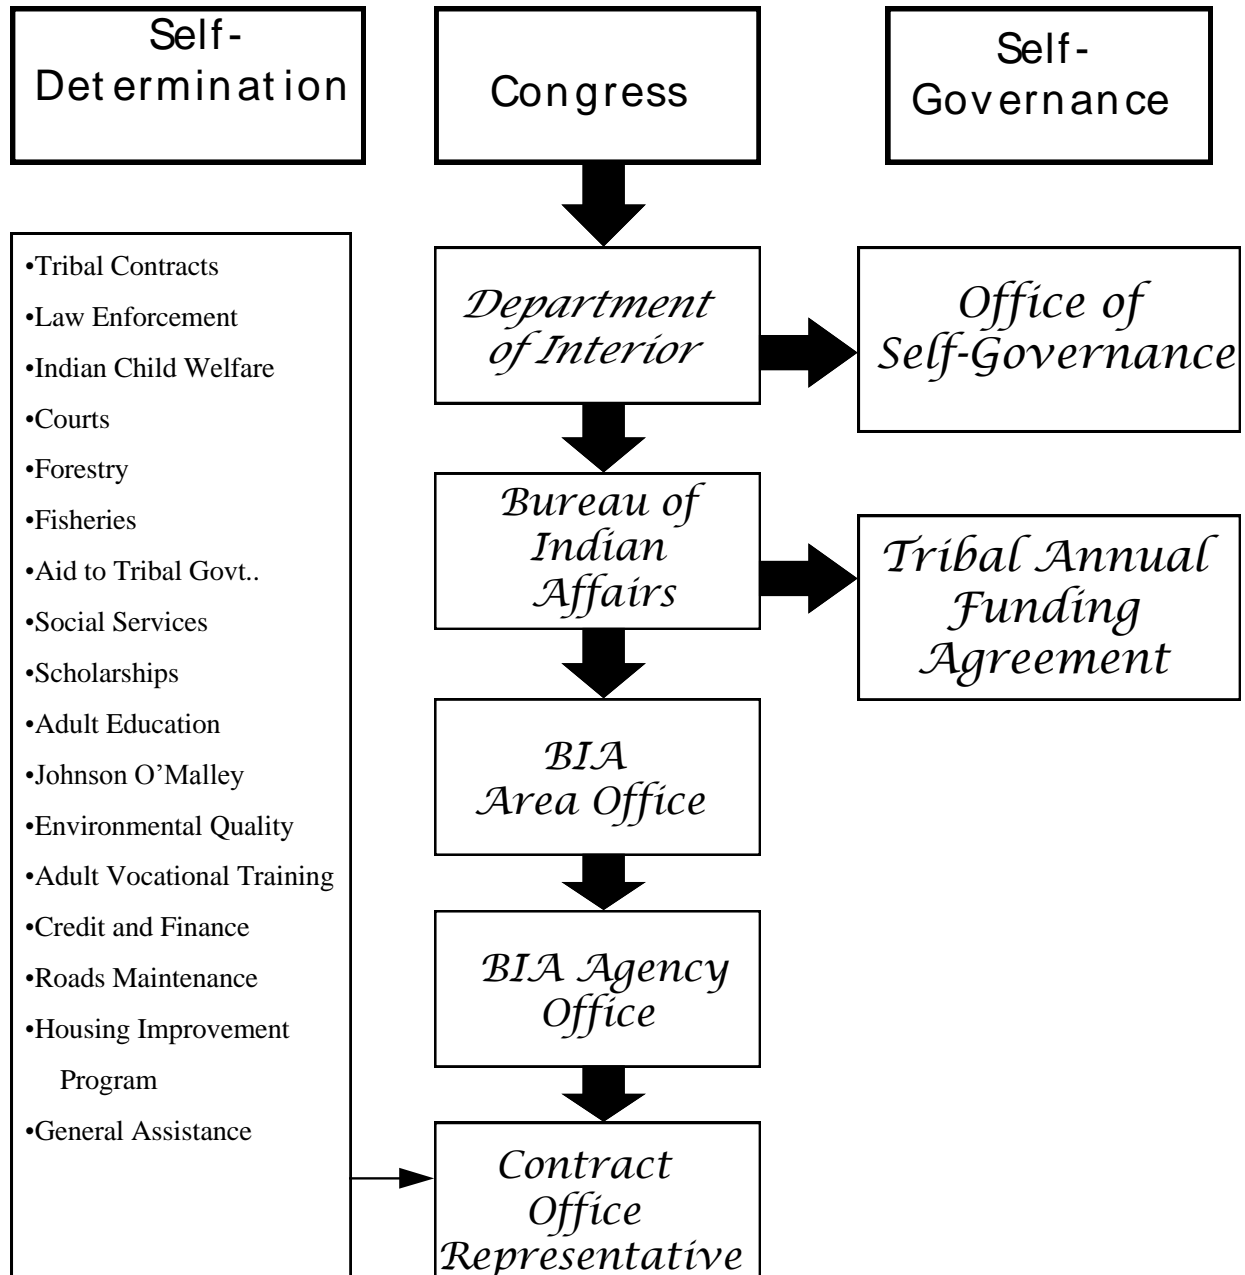 Self-
Determination
Congress
Self-
Governance
•Tribal Contracts
•Law Enforcement
•Indian Child Welfare
•Courts
•Forestry
•Fisheries
•Aid to Tribal Govt..
•Social Services
•Scholarships
•Adult Education
•Johnson O’Malley
•Environmental Quality
•Adult Vocational Training
•Credit and Finance
•Roads Maintenance
•Housing Improvement
Program
•General Assistance
Department
of Interior
Bureau of
Indian
Affairs
BIA
Area Office
BIA Agency
Office
Contract
Office
Representative
Office of
Self-Governance
Tribal Annual
Funding
Agreement